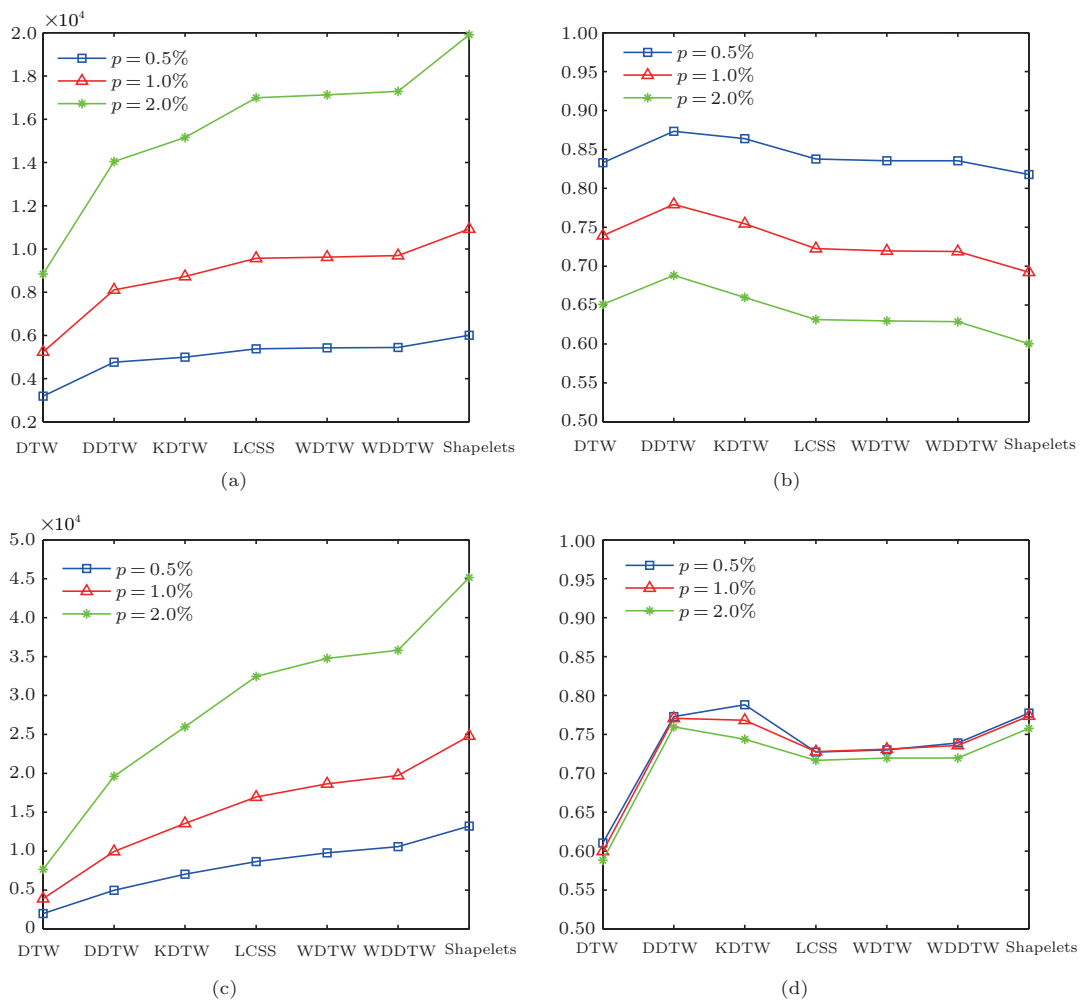 ×10⁴
2.0
1.8
1.6
1.4
1.2
1.0
0.8
0.6
0.4
0.2
p = 0.5%
p = 1.0%
p = 2.0%
DTW DDTW KDTW LCSS WDTW WDDTW Shapelets
(a)
1.00
0.95
0.90
0.85
0.80
0.75
0.70
0.65
0.60
0.55
0.50
p = 0.5%
p = 1.0%
p = 2.0%
DTW DDTW KDTW LCSS WDTW WDDTW Shapelets
(b)
×10⁴
5.0
4.5
4.0
3.5
3.0
2.5
2.0
1.5
1.0
0.5
0
p = 0.5%
p = 1.0%
p = 2.0%
DTW DDTW KDTW LCSS WDTW WDDTW Shapelets
(c)
1.00
0.95
0.90
0.85
0.80
0.75
0.70
0.65
0.60
0.55
0.50
p = 0.5%
p = 1.0%
p = 2.0%
DTW DDTW KDTW LCSS WDTW WDDTW Shapelets
(d)